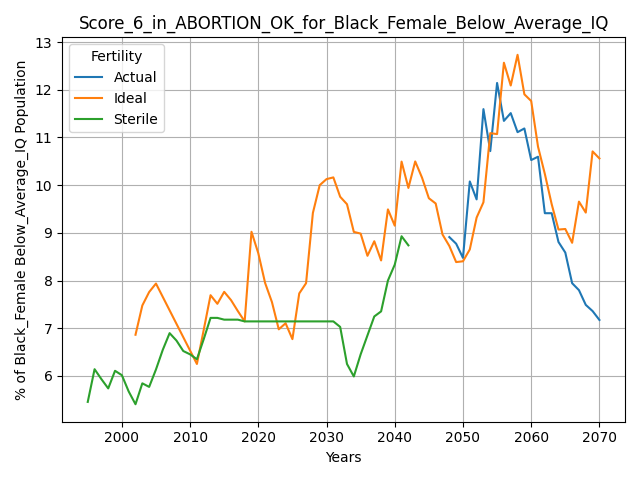 Score_6_in_ABORTION_OK_for_Black_Female_Below_Average_IQ
% of Black_Female Below_Average_IQ Population
13
12
11
10
9
8
7
6
Fertility
Actual
Ideal
Sterile
2000 2010 2020 2030 2040 2050 2060 2070
Years